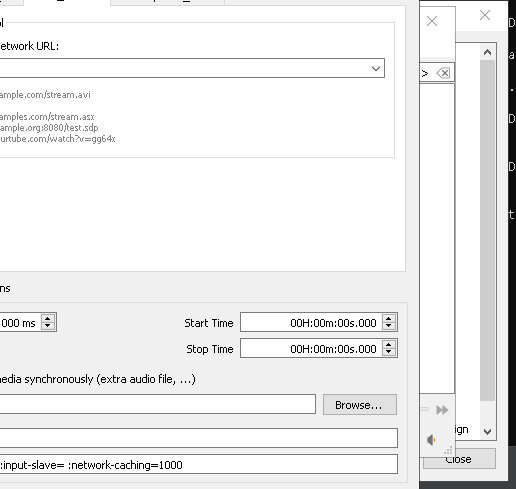 ol
etwork URL:
ample.com/stream.avi
amples.com/stream.asx
ample.org:8080/test.sdp
ourtube.com/watch?v=gg64x
ns
000 ms
Start Time
00H:00m:00s.000
Stop Time
00H:00m:00s.000
nedia synchronously (extra audio file, ...)
Browse...
:input-slave= :network-caching=1000
>
ign
Close
D
a
.
D
D
t